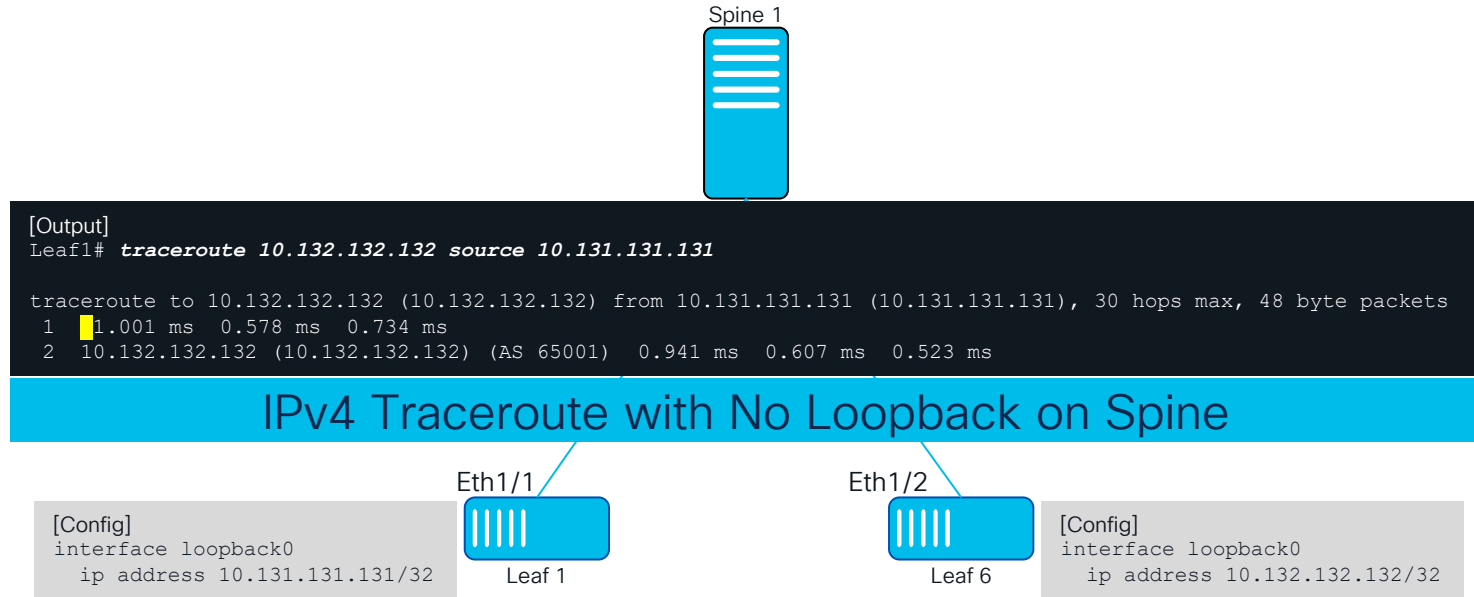 Spine 1
[Output]
Leaf1# traceroute 10.132.132.132 source 10.131.131.131
traceroute to 10.132.132.132 (10.132.132.132) from 10.131.131.131 (10.131.131.131), 30 hops max, 48 byte packets
1 1.001 ms 0.578 ms 0.734 ms
2 10.132.132.132 (10.132.132.132) (AS 65001) 0.941 ms 0.607 ms 0.523 ms
IPv4 Traceroute with No Loopback on Spine
Eth1/1
Eth1/2
[Config]
interface loopback0
ip address 10.131.131.131/32
Leaf 1
Leaf 6
[Config]
interface loopback0
ip address 10.132.132.132/32